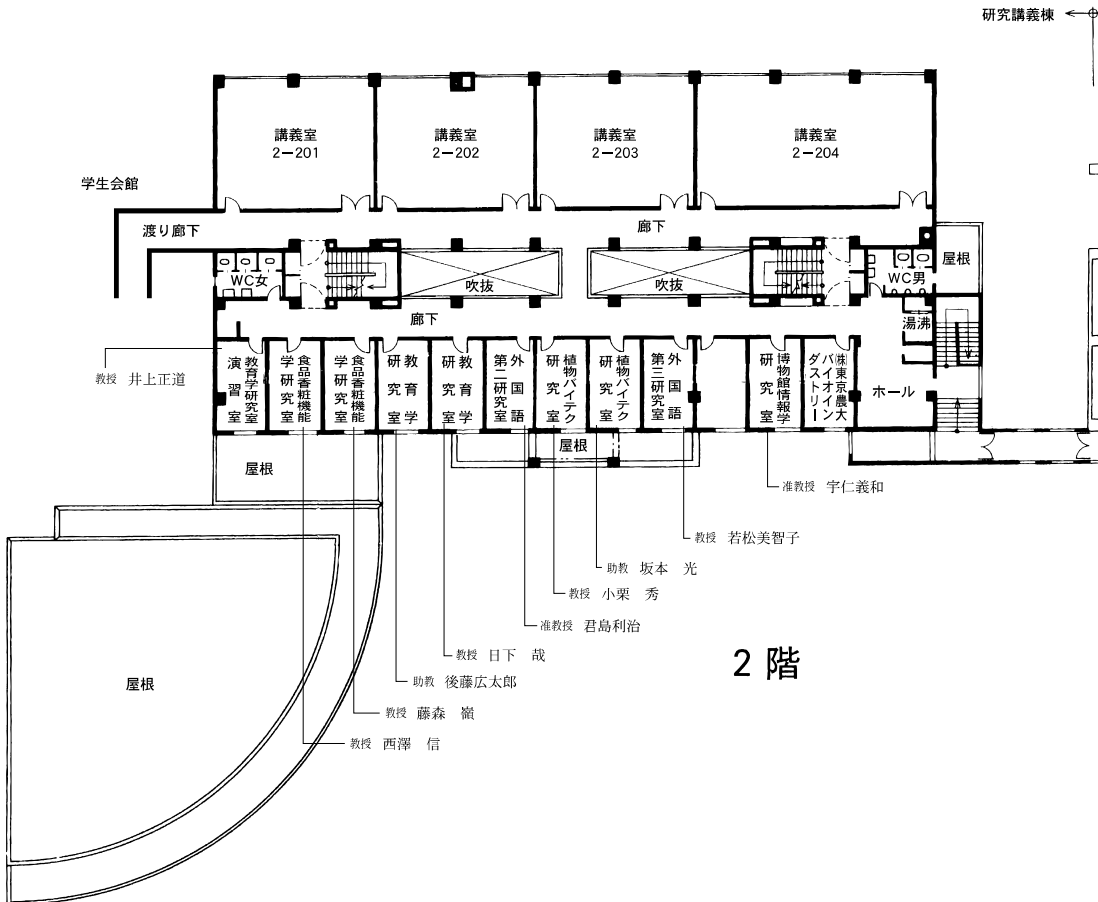 研究講義棟
講義室
2-201
講義室
2-202
講義室
2-203
講義室
2-204
学生会館
渡り廊下
廊下
屋根
WC女
吹抜
吹抜
WC男
廊下
湯沸
教育学研究室
演習室
食品香粧機能
学研究室
食品香粧機能
学研究室
教育学
研究室
教育学
研究室
外国語
第二研究室
植物バイテク
研究室
植物バイテク
研究室
外国語
第三研究室
博物館情報学
研究室
㈱東京農大
バイオイン
ダストリー
ホール
教授 井上正道
屋根
屋根
准教授 宇仁義和
教授 若松美智子
助教 坂本 光
教授 小栗 秀
准教授 君島利治
教授 日下 哉
助教 後藤広太郎
教授 藤森 嶺
教授 西澤 信
屋根
2階